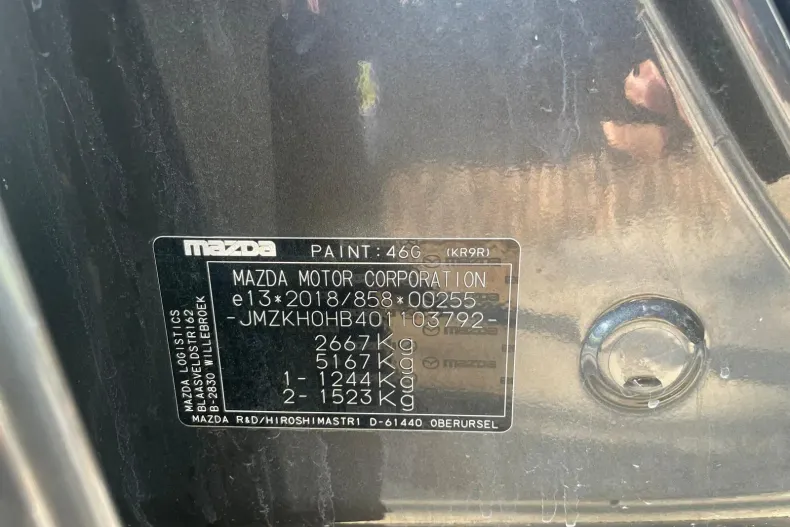 mazda PAINT:46G (KR9R)
MAZDA MOTOR CORPORATION
e13*2018/858*00255
-JMZKH0HB401103792-
2667Kg
5167Kg
1- 1244Kg
2- 1523Kg
MAZDA LOGISTICS
BLAASVELDSTR162
B-2830 WILLEBROEK
MAZDA R&D/HIROSHIMASTR1 D-61440 OBERURSEL